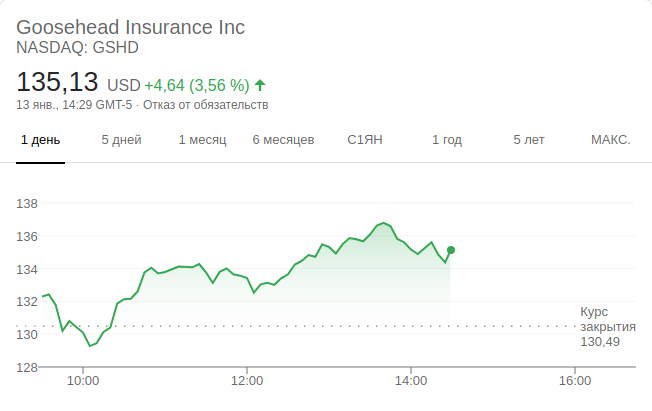 Goosehead Insurance Inc
NASDAQ: GSHD
135,13 USD +4,64 (3,56 %)
13 янв., 14:29 GMT-5 · Отказ от обязательств
1 день 5 дней 1 месяц 6 месяцев С1ЯН 1 год 5 лет МАКС.
138
136
134
132
130
128
Курс
закрытия
130,49
10:00 12:00 14:00 16:00